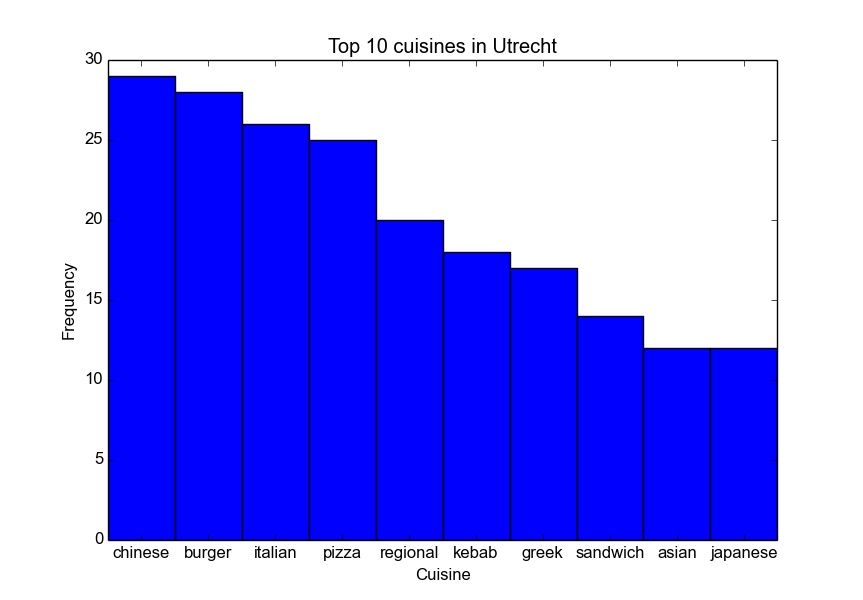 Top 10 cuisines in Utrecht
30
25
20
15
10
5
0
Frequency
chinese burger italian pizza regional kebab greek sandwich asian japanese
Cuisine